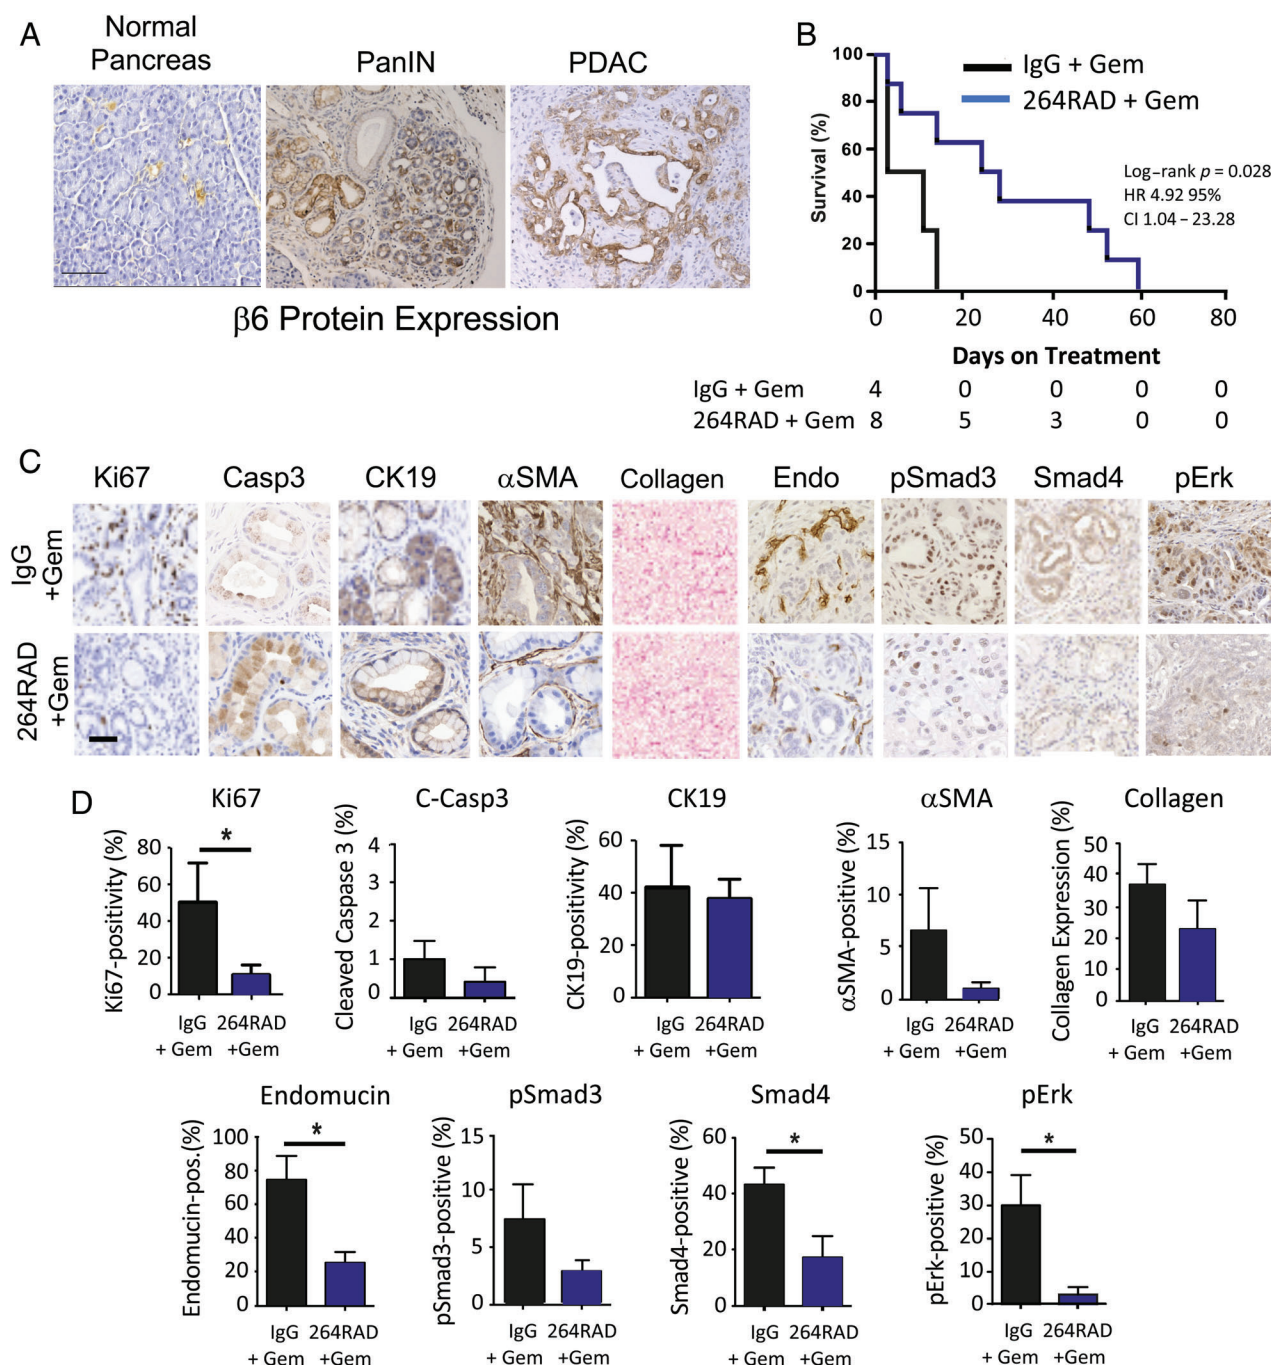 A
Normal
Pancreas
PanIN
PDAC
β6 Protein Expression
B
Survival (%)
100
80
60
40
20
0
IgG + Gem
264RAD + Gem
Log–rank p = 0.028
HR 4.92 95%
CI 1.04 – 23.28
0 20 40 60 80
Days on Treatment
IgG + Gem 4 0 0 0 0
264RAD + Gem 8 5 3 0 0
C
Ki67 Casp3 CK19 αSMA Collagen Endo pSmad3 Smad4 pErk
IgG
+Gem
264RAD
+Gem
D
Ki67
Ki67-positivity (%)
80
60
40
20
0
*
IgG 264RAD
+ Gem +Gem
C-Casp3
Cleaved Caspase 3 (%)
4
3
2
1
0
IgG 264RAD
+ Gem +Gem
CK19
CK19-positivity (%)
60
40
20
0
IgG 264RAD
+ Gem +Gem
αSMA
αSMA-positive (%)
15
10
5
0
IgG 264RAD
+ Gem +Gem
Collagen
Collagen Expression (%)
50
40
30
20
10
0
IgG 264RAD
+ Gem +Gem
Endomucin
Endomucin-pos.(%)
100
80
60
40
20
0
*
IgG 264RAD
+ Gem +Gem
pSmad3
pSmad3-positive (%)
15
10
5
0
IgG 264RAD
+ Gem +Gem
Smad4
Smad4-positive (%)
60
40
20
0
*
IgG 264RAD
+ Gem +Gem
pErk
pErk-positive (%)
50
40
30
20
10
0
*
IgG 264RAD
+ Gem +Gem